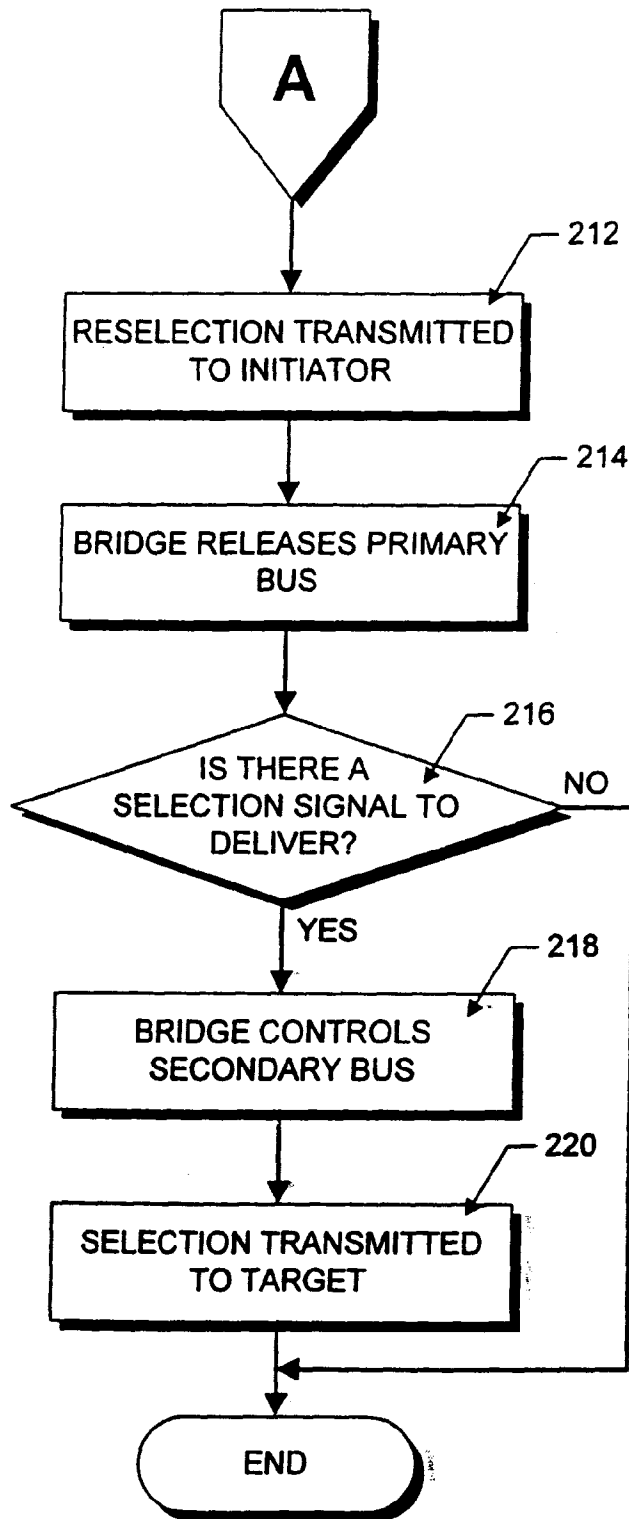 A
212
RESELECTION TRANSMITTED
TO INITIATOR
214
BRIDGE RELEASES PRIMARY
BUS
216
IS THERE A
SELECTION SIGNAL TO
DELIVER?
NO
YES
218
BRIDGE CONTROLS
SECONDARY BUS
220
SELECTION TRANSMITTED
TO TARGET
END